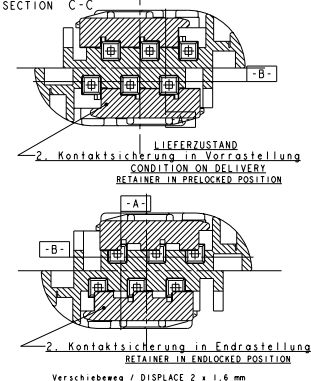 SECTION C-C
-B-
A
LIEFERZUSTAND
2. Kontaktsicherung in Vorrastellung
CONDITION ON DELIVERY
RETAINER IN PRELOCKED POSITION
-A-
-B-
2. Kontaktsicherung in Endrastellung
RETAINER IN ENDLOCKED POSITION
Verschiebeweg / DISPLACE 2 x 1,6 mm